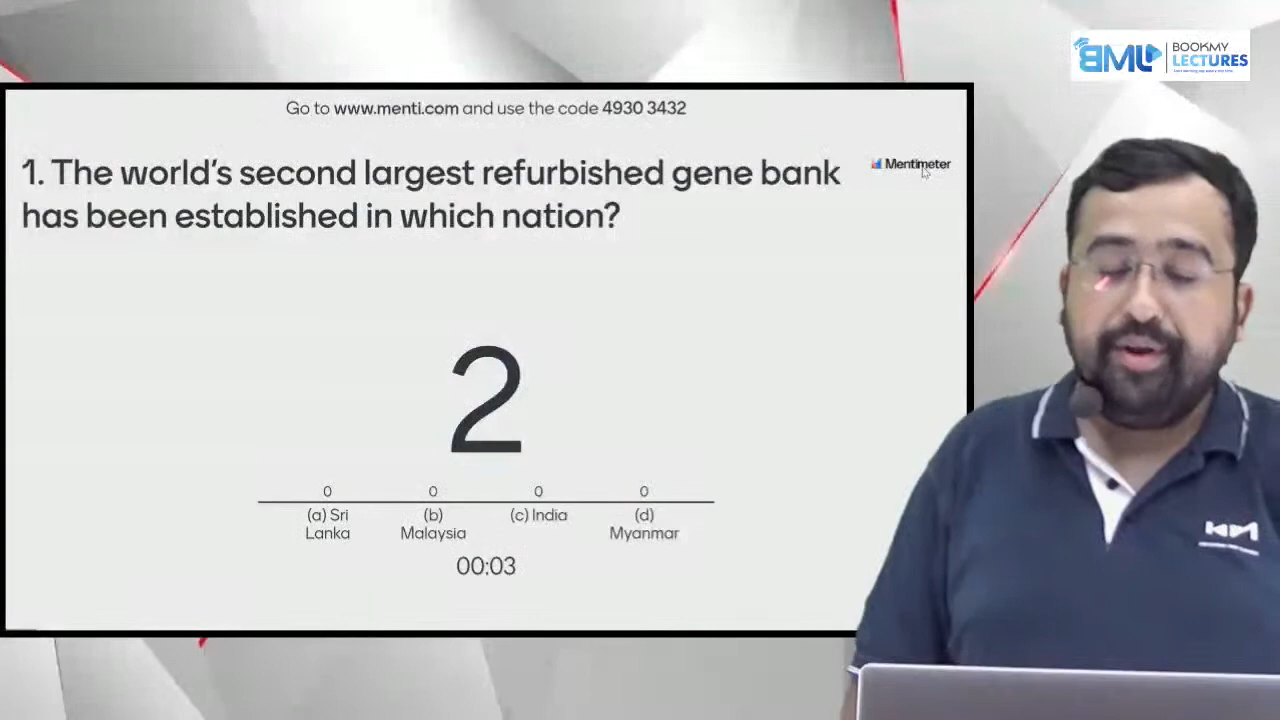 BML
BOOKMY
LECTURES
Go to www.menti.com and use the code 4930 3432
1. The world's second largest refurbished gene bank
has been established in which nation?
Mentimeter
2
0 0 0 0
(a) Sri Lanka
(b) Malaysia
(c) India
(d) Myanmar
00:03